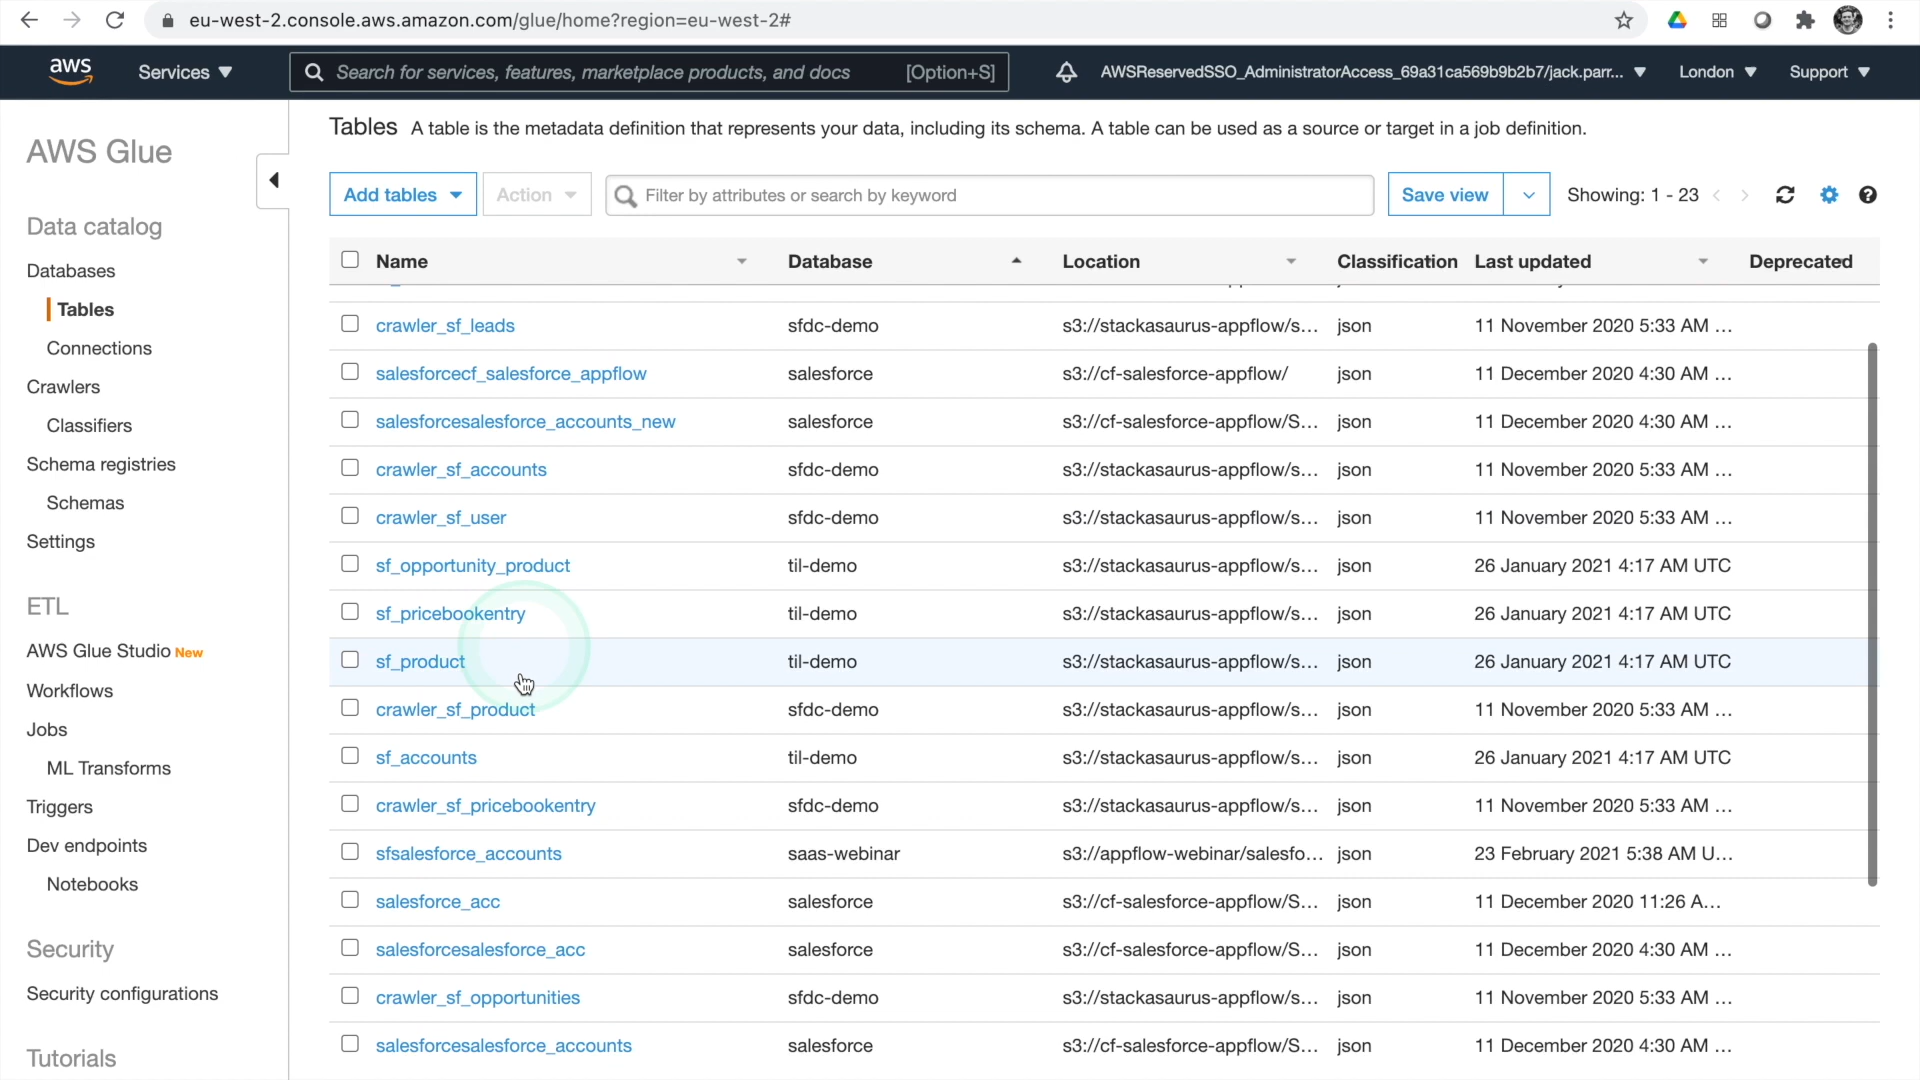 eu-west-2.console.aws.amazon.com/glue/home?region=eu-west-2#
aws Services Search for services, features, marketplace products, and docs [Option+S] AWSReservedSSO_AdministratorAccess_69a31ca569b9b2b7/jack.parr... London Support
AWS Glue
Data catalog
Databases
Tables
Connections
Crawlers
Classifiers
Schema registries
Schemas
Settings
ETL
AWS Glue Studio New
Workflows
Jobs
ML Transforms
Triggers
Dev endpoints
Notebooks
Security
Security configurations
Tutorials
Tables A table is the metadata definition that represents your data, including its schema. A table can be used as a source or target in a job definition.
Add tables Action Filter by attributes or search by keyword Save view Showing: 1 - 23
Name Database Location Classification Last updated Deprecated
crawler_sf_leads sfdc-demo s3://stackasaurus-appflow/s... json 11 November 2020 5:33 AM ...
salesforcecf_salesforce_appflow salesforce s3://cf-salesforce-appflow/ json 11 December 2020 4:30 AM ...
salesforcesalesforce_accounts_new salesforce s3://cf-salesforce-appflow/S... json 11 December 2020 4:30 AM ...
crawler_sf_accounts sfdc-demo s3://stackasaurus-appflow/s... json 11 November 2020 5:33 AM ...
crawler_sf_user sfdc-demo s3://stackasaurus-appflow/s... json 11 November 2020 5:33 AM ...
sf_opportunity_product til-demo s3://stackasaurus-appflow/s... json 26 January 2021 4:17 AM UTC
sf_pricebookentry til-demo s3://stackasaurus-appflow/s... json 26 January 2021 4:17 AM UTC
sf_product til-demo s3://stackasaurus-appflow/s... json 26 January 2021 4:17 AM UTC
crawler_sf_product sfdc-demo s3://stackasaurus-appflow/s... json 11 November 2020 5:33 AM ...
sf_accounts til-demo s3://stackasaurus-appflow/s... json 26 January 2021 4:17 AM UTC
crawler_sf_pricebookentry sfdc-demo s3://stackasaurus-appflow/s... json 11 November 2020 5:33 AM ...
sfsalesforce_accounts saas-webinar s3://appflow-webinar/salesfo... json 23 February 2021 5:38 AM U...
salesforce_acc salesforce s3://cf-salesforce-appflow/S... json 11 December 2020 11:26 A...
salesforcesalesforce_acc salesforce s3://cf-salesforce-appflow/S... json 11 December 2020 4:30 AM ...
crawler_sf_opportunities sfdc-demo s3://stackasaurus-appflow/s... json 11 November 2020 5:33 AM ...
salesforcesalesforce_accounts salesforce s3://cf-salesforce-appflow/S... json 11 December 2020 4:30 AM ...